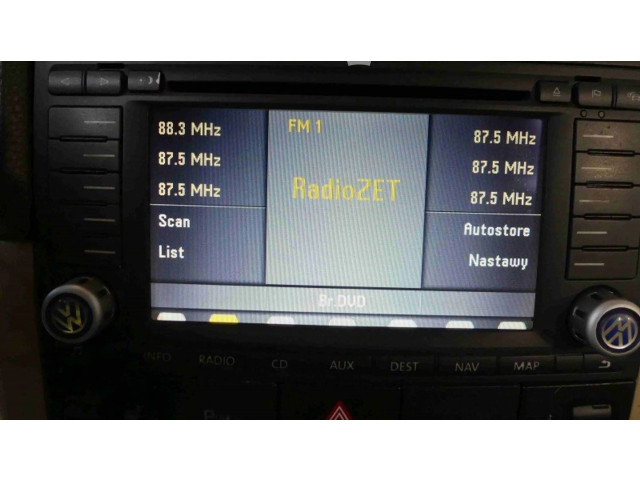 88.3 MHz
87.5 MHz
87.5 MHz
Scan
List
FM 1
RadioZET
87.5 MHz
87.5 MHz
87.5 MHz
Autostore
Nastawy
Br.DVD
INFO RADIO CD AUX DEST NAV MAP